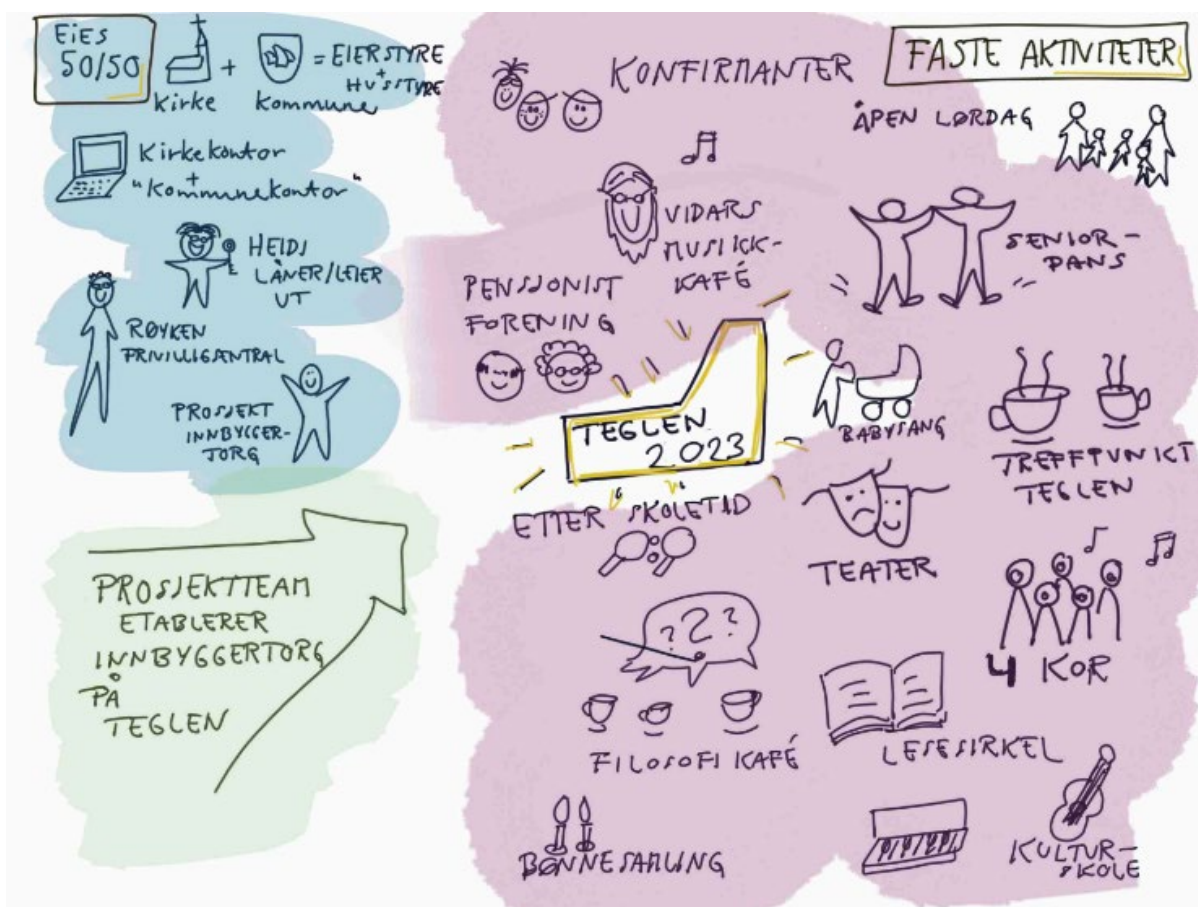 EiES
50/50
+
= EIERSTYRE
+
HUSSTYRE
Kirke
kommune
Kirkekontor
+
"Kommunekontor"
HEIDI
LÅNER/LEIER
UT
RØYKEN
FRIVILLIGSENTRAL
PROSJEKT
INNBYGGER-
TORG
PROSJEKTTEAM
ETABLERER
INNBYGGERTORG
PÅ
TEGLEN
FASTE AKTIVITETER
KONFIRMANTER
ÅPEN LØRDAG
VIDARS
MUSIKK-
KAFÉ
SENIOR-
DANS
PENSJONIST
FORENING
TEGLEN
2023
BABYSANG
TREFFPUNKT
TEGLEN
ETTER SKOLETID
TEATER
? ? ?
4 KOR
FILOSOFI KAFÉ
LESESIRKEL
BØNNESAMLING
KULTUR-
SKOLE